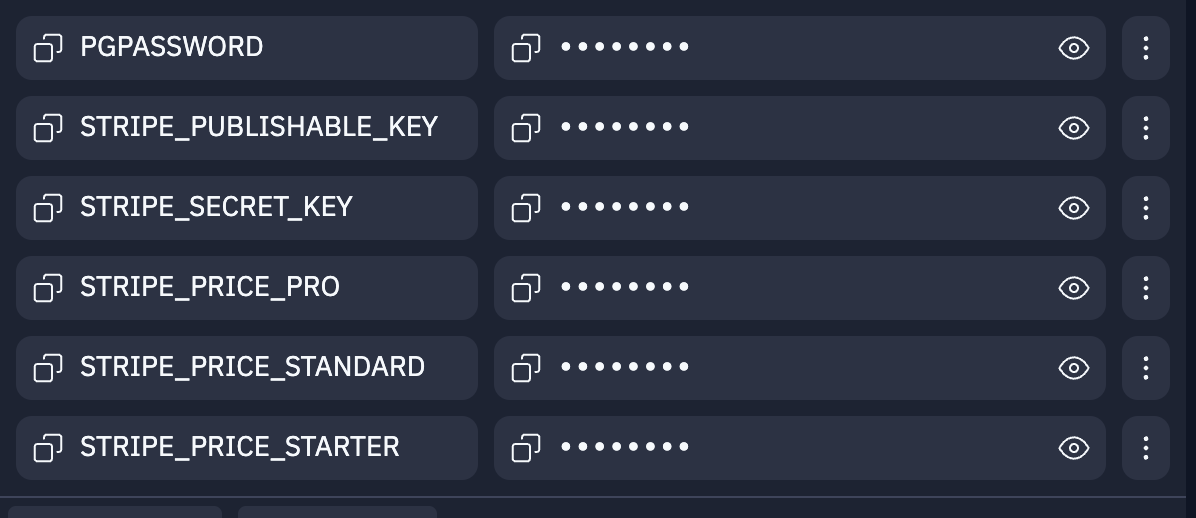 PGPASSWORD ••••••••
STRIPE_PUBLISHABLE_KEY ••••••••
STRIPE_SECRET_KEY ••••••••
STRIPE_PRICE_PRO ••••••••
STRIPE_PRICE_STANDARD ••••••••
STRIPE_PRICE_STARTER ••••••••